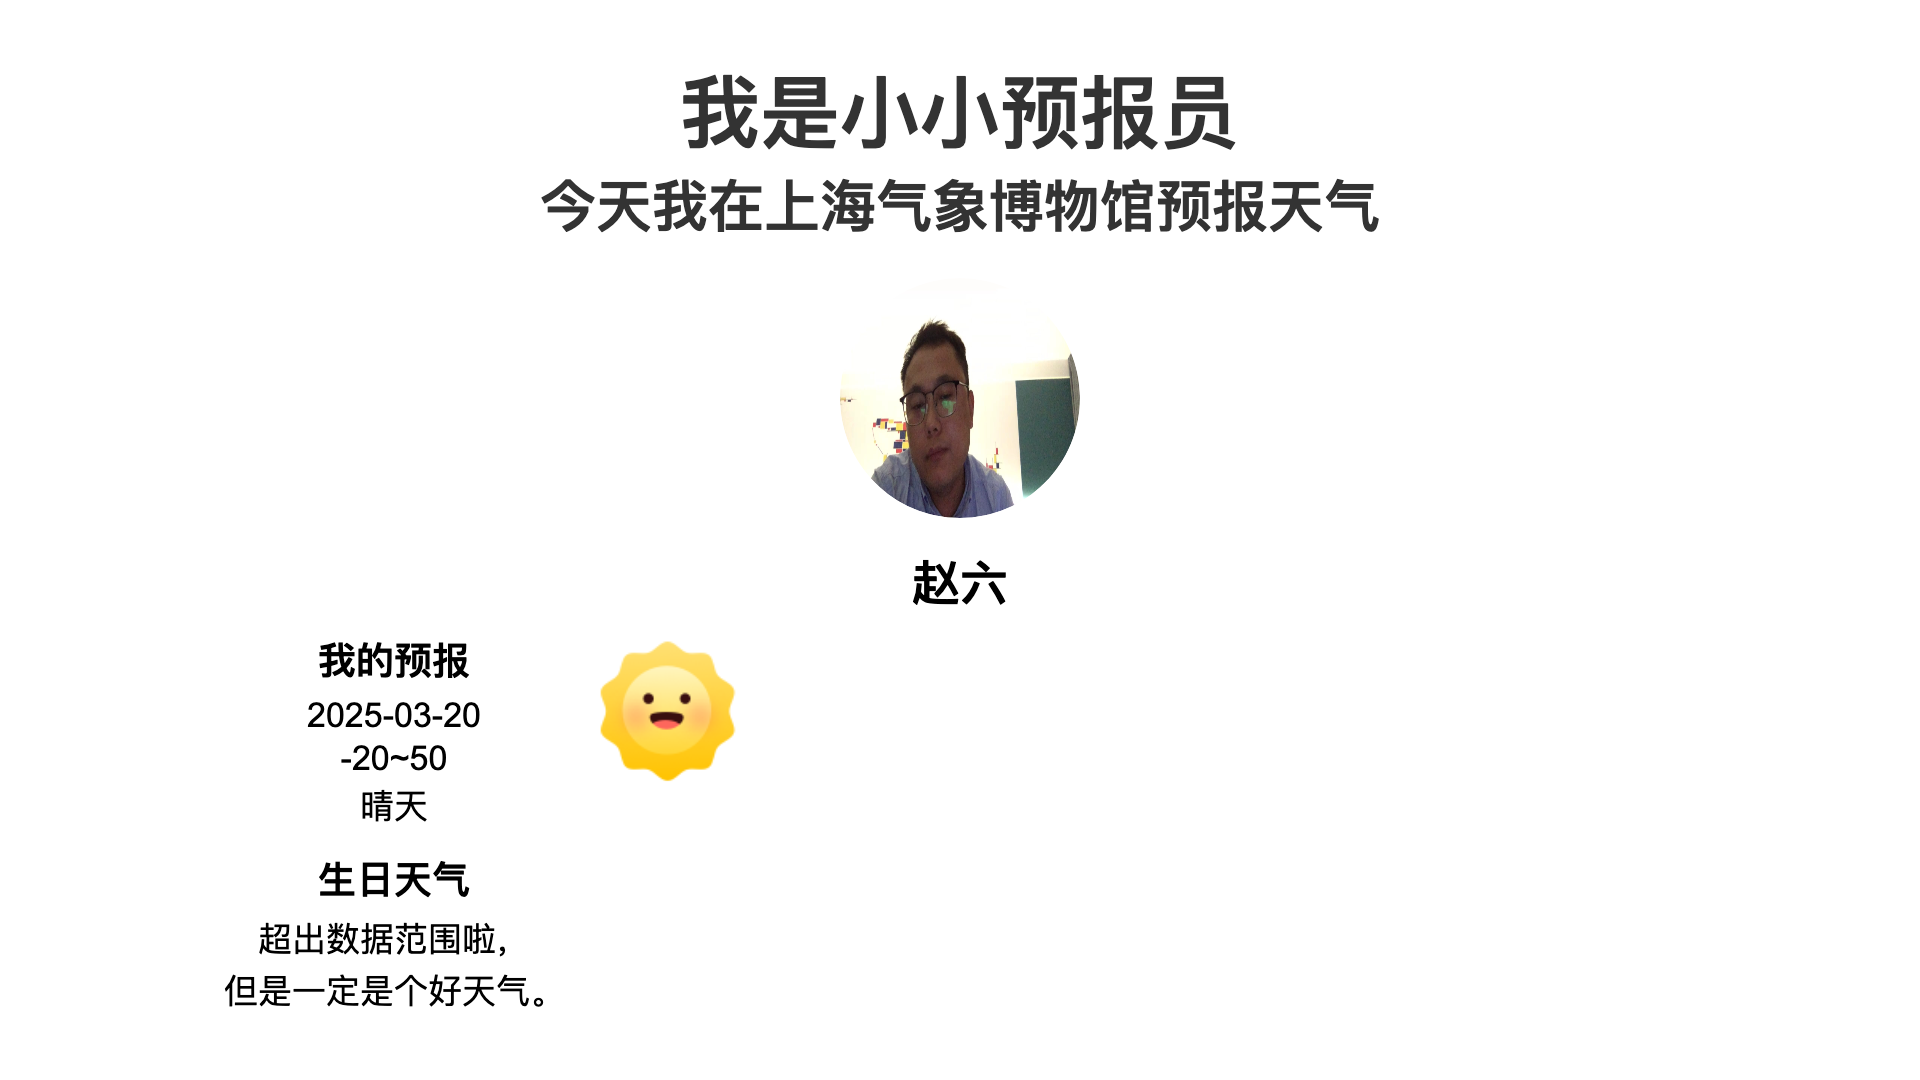 我是小小预报员
今天我在上海气象博物馆预报天气
赵六
我的预报
2025-03-20
-20~50
晴天
生日天气
超出数据范围啦，
但是一定是个好天气。